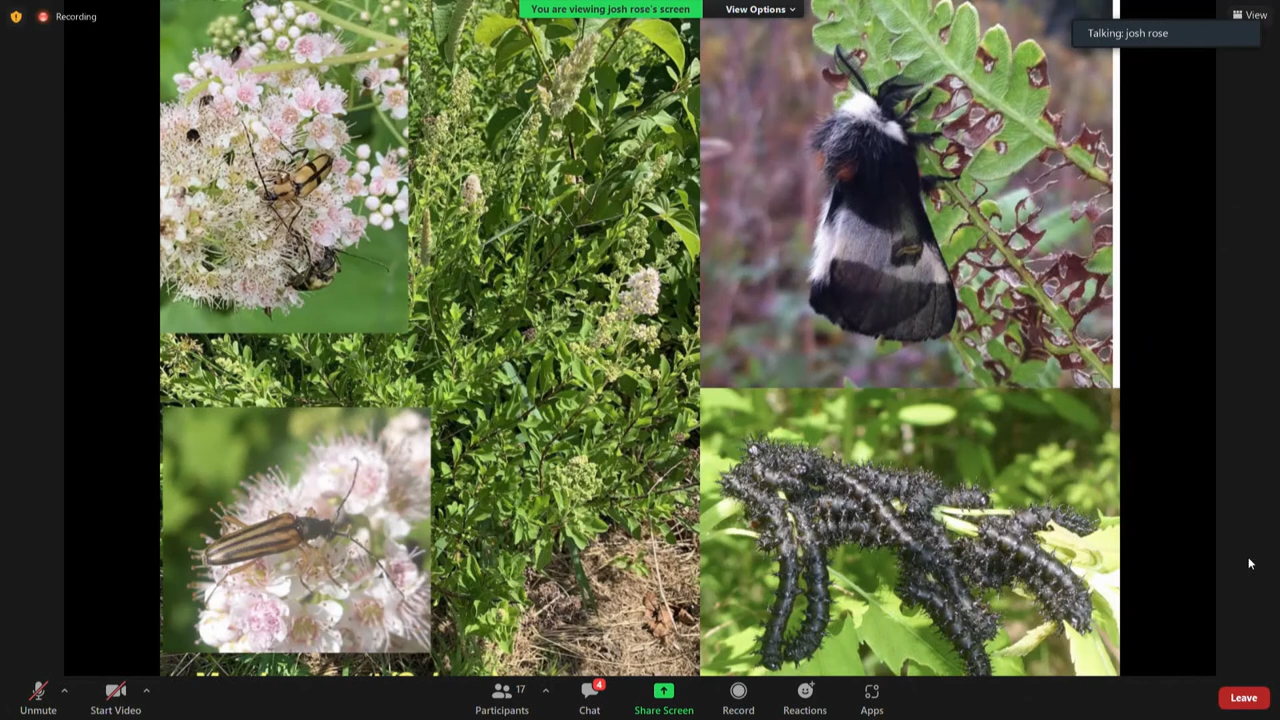 Recording
You are viewing josh rose's screen
View Options
View
Talking: josh rose
Unmute
Start Video
17
Participants
4
Chat
Share Screen
Record
Reactions
Apps
Leave